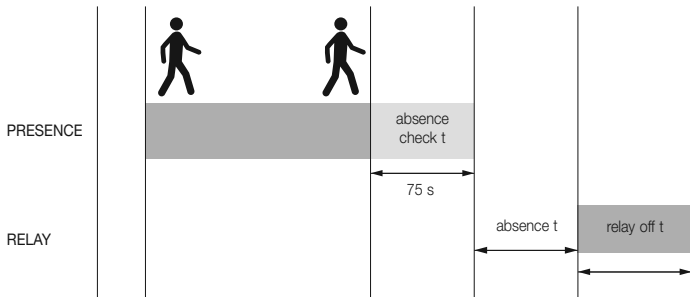 PRESENCE
absence
check t
75 s
RELAY
absence t
relay off t